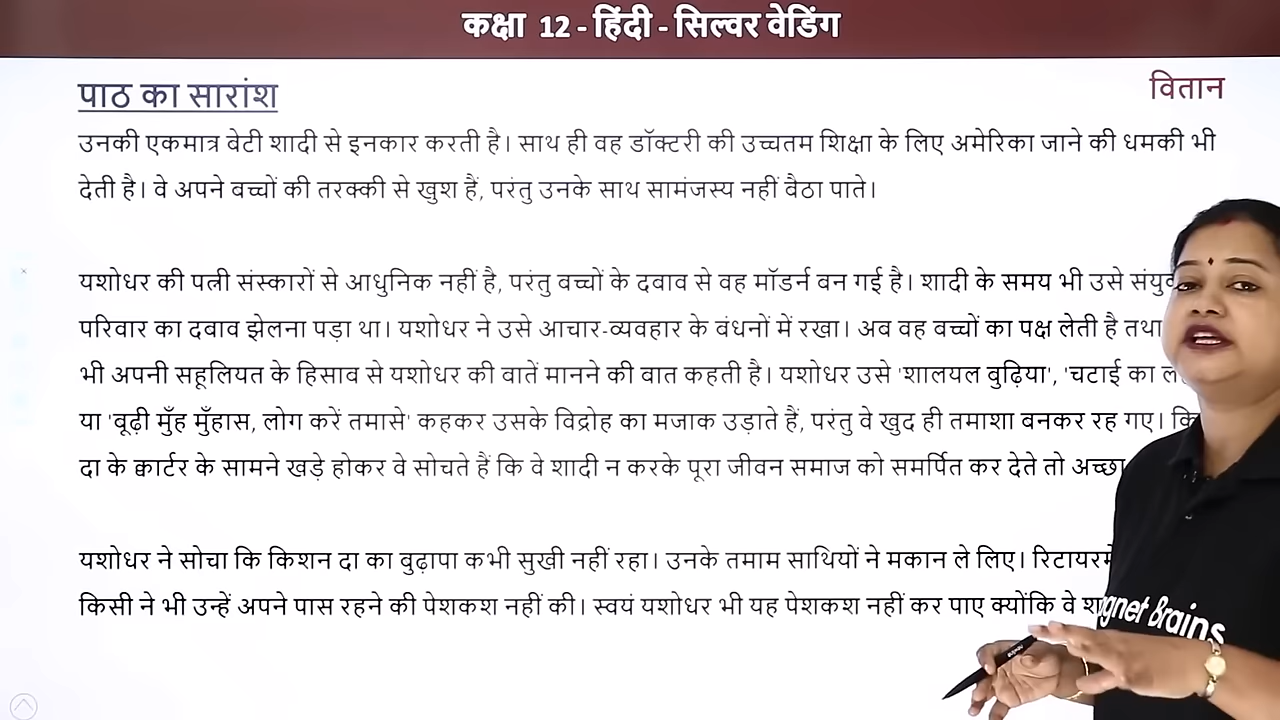 कक्षा 12 - हिंदी - सिल्वर वेडिंग
पाठ का सारांश
वितान
उनकी एकमात्र बेटी शादी से इनकार करती है। साथ ही वह डॉक्टरी की उच्चतम शिक्षा के लिए अमेरिका जाने की धमकी भी
देती है। वे अपने बच्चों की तरक्की से खुश हैं, परंतु उनके साथ सामंजस्य नहीं बैठा पाते।
यशोधर की पत्नी संस्कारों से आधुनिक नहीं है, परंतु बच्चों के दबाव से वह मॉडर्न बन गई है। शादी के समय भी उसे
परिवार का दबाव झेलना पड़ा था। यशोधर ने उसे आचार-व्यवहार के बंधनों में रखा। अब वह बच्चों का पक्ष लेती है तथा
भी अपनी सहूलियत के हिसाब से यशोधर की बातें मानने की बात कहती है। यशोधर उसे 'शालयल बुढ़िया', 'चटाई का
या 'बूढ़ी मुँह मुँहास, लोग करें तमासे' कहकर उसके विद्रोह का मजाक उड़ाते हैं, परंतु वे खुद ही तमाशा बनकर रह गए।
दा के क्वार्टर के सामने खड़े होकर वे सोचते हैं कि वे शादी न करके पूरा जीवन समाज को समर्पित कर देते तो अच्छा
यशोधर ने सोचा कि किशन दा का बुढ़ापा कभी सुखी नहीं रहा। उनके तमाम साथियों ने मकान ले लिए।
किसी ने भी उन्हें अपने पास रहने की पेशकश नहीं की। स्वयं यशोधर भी यह पेशकश नहीं कर पाए क्योंकि वे
Brains